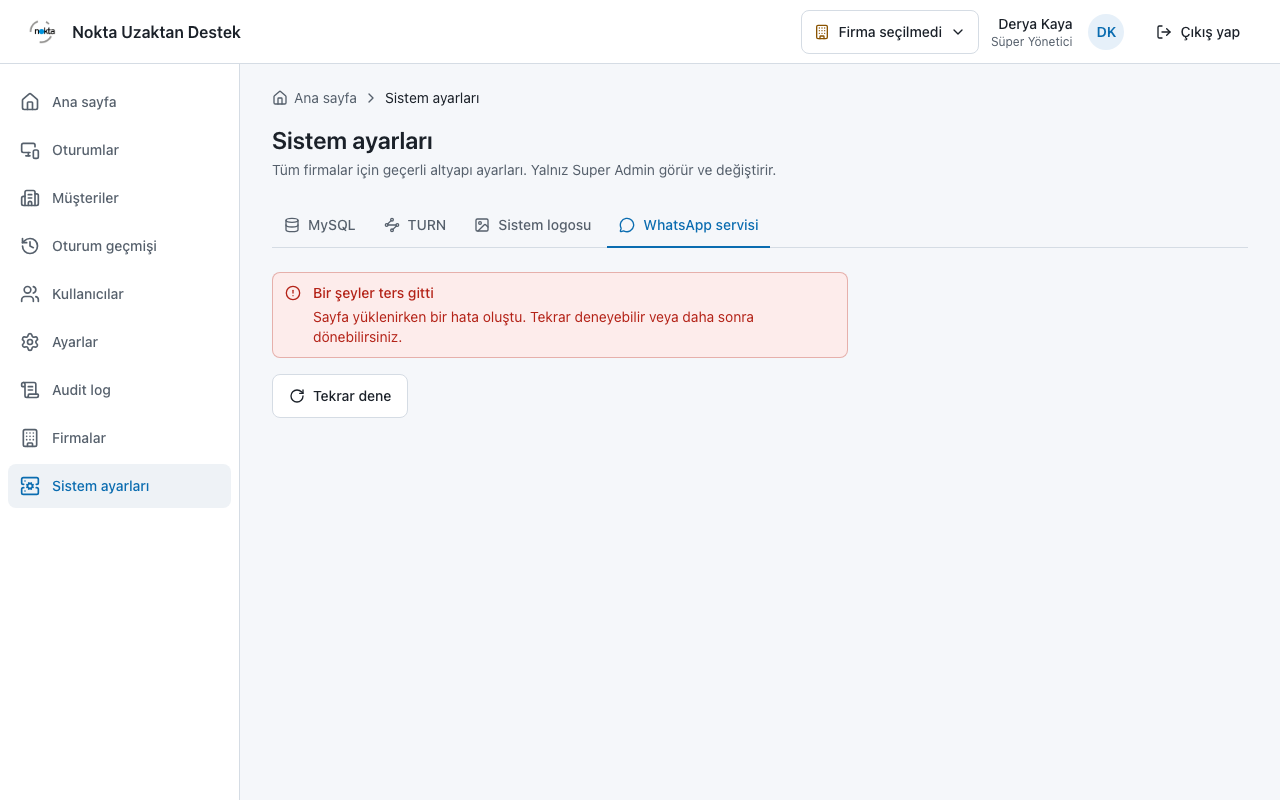 nokta
Nokta Uzaktan Destek
Firma seçilmedi
Derya Kaya
Süper Yönetici
DK
Çıkış yap
Ana sayfa
Oturumlar
Müşteriler
Oturum geçmişi
Kullanıcılar
Ayarlar
Audit log
Firmalar
Sistem ayarları
Ana sayfa
Sistem ayarları
Sistem ayarları
Tüm firmalar için geçerli altyapı ayarları. Yalnız Super Admin görür ve değiştirir.
MySQL
TURN
Sistem logosu
WhatsApp servisi
Bir şeyler ters gitti
Sayfa yüklenirken bir hata oluştu. Tekrar deneyebilir veya daha sonra
dönebilirsiniz.
Tekrar dene